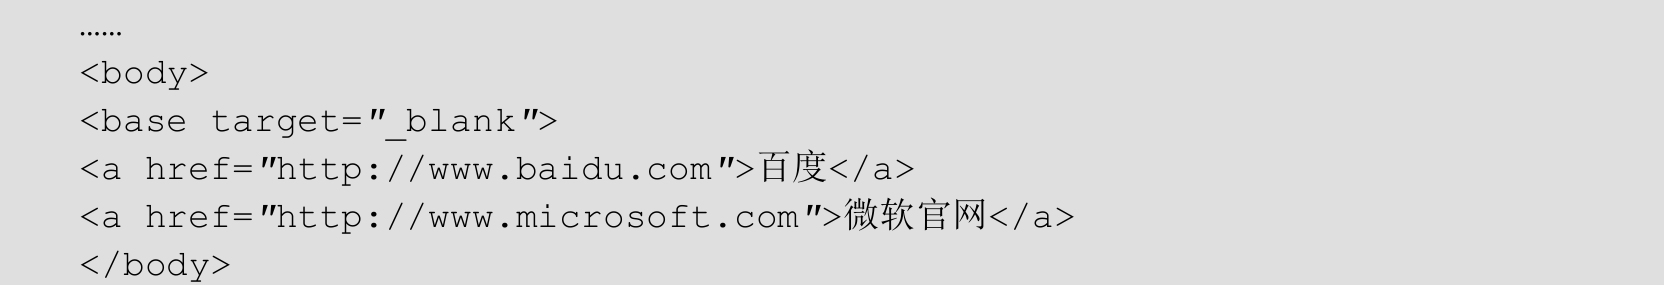 ……
<body>
<base target="_blank">
<a href="http://www.baidu.com">百度</a>
<a href="http://www.microsoft.com">微软官网</a>
</body>